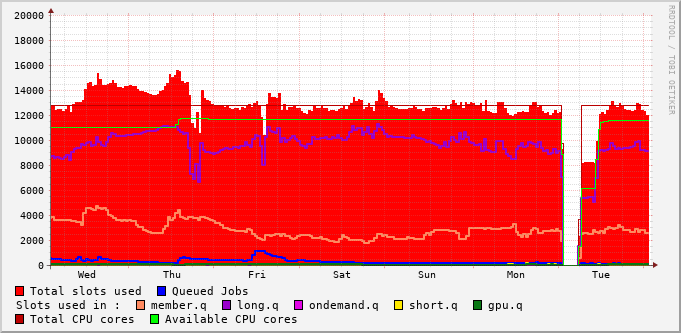 20000
18000
16000
14000
12000
10000
8000
6000
4000
2000
0
Wed Thu Fri Sat Sun Mon Tue
RRDTOOL / TOBI OETIKER
Total slots used Queued Jobs
Slots used in : member.q long.q ondemand.q short.q gpu.q
Total CPU cores Available CPU cores